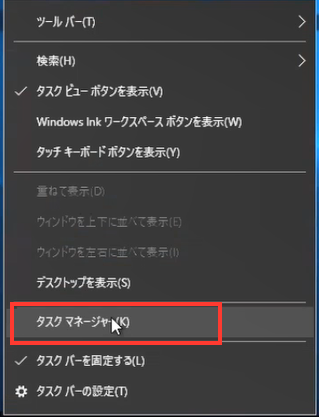 ツール バー(T)
検索(H)
タスク ビュー ボタンを表示(V)
Windows Ink ワークスペース ボタンを表示(W)
タッチ キーボード ボタンを表示(Y)
重ねて表示(D)
ウィンドウを上下に並べて表示(E)
ウィンドウを左右に並べて表示(I)
デスクトップを表示(S)
タスク マネージャー(K)
タスク バーを固定する(L)
タスク バーの設定(T)